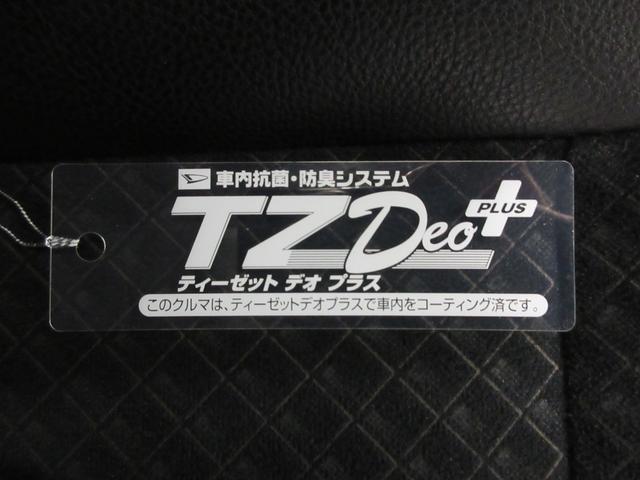 車内抗菌・防臭システム
TZ Deo PLUS
ティーゼット デオ プラス
このクルマは、ティーゼットデオプラスで車内をコーティング済です。